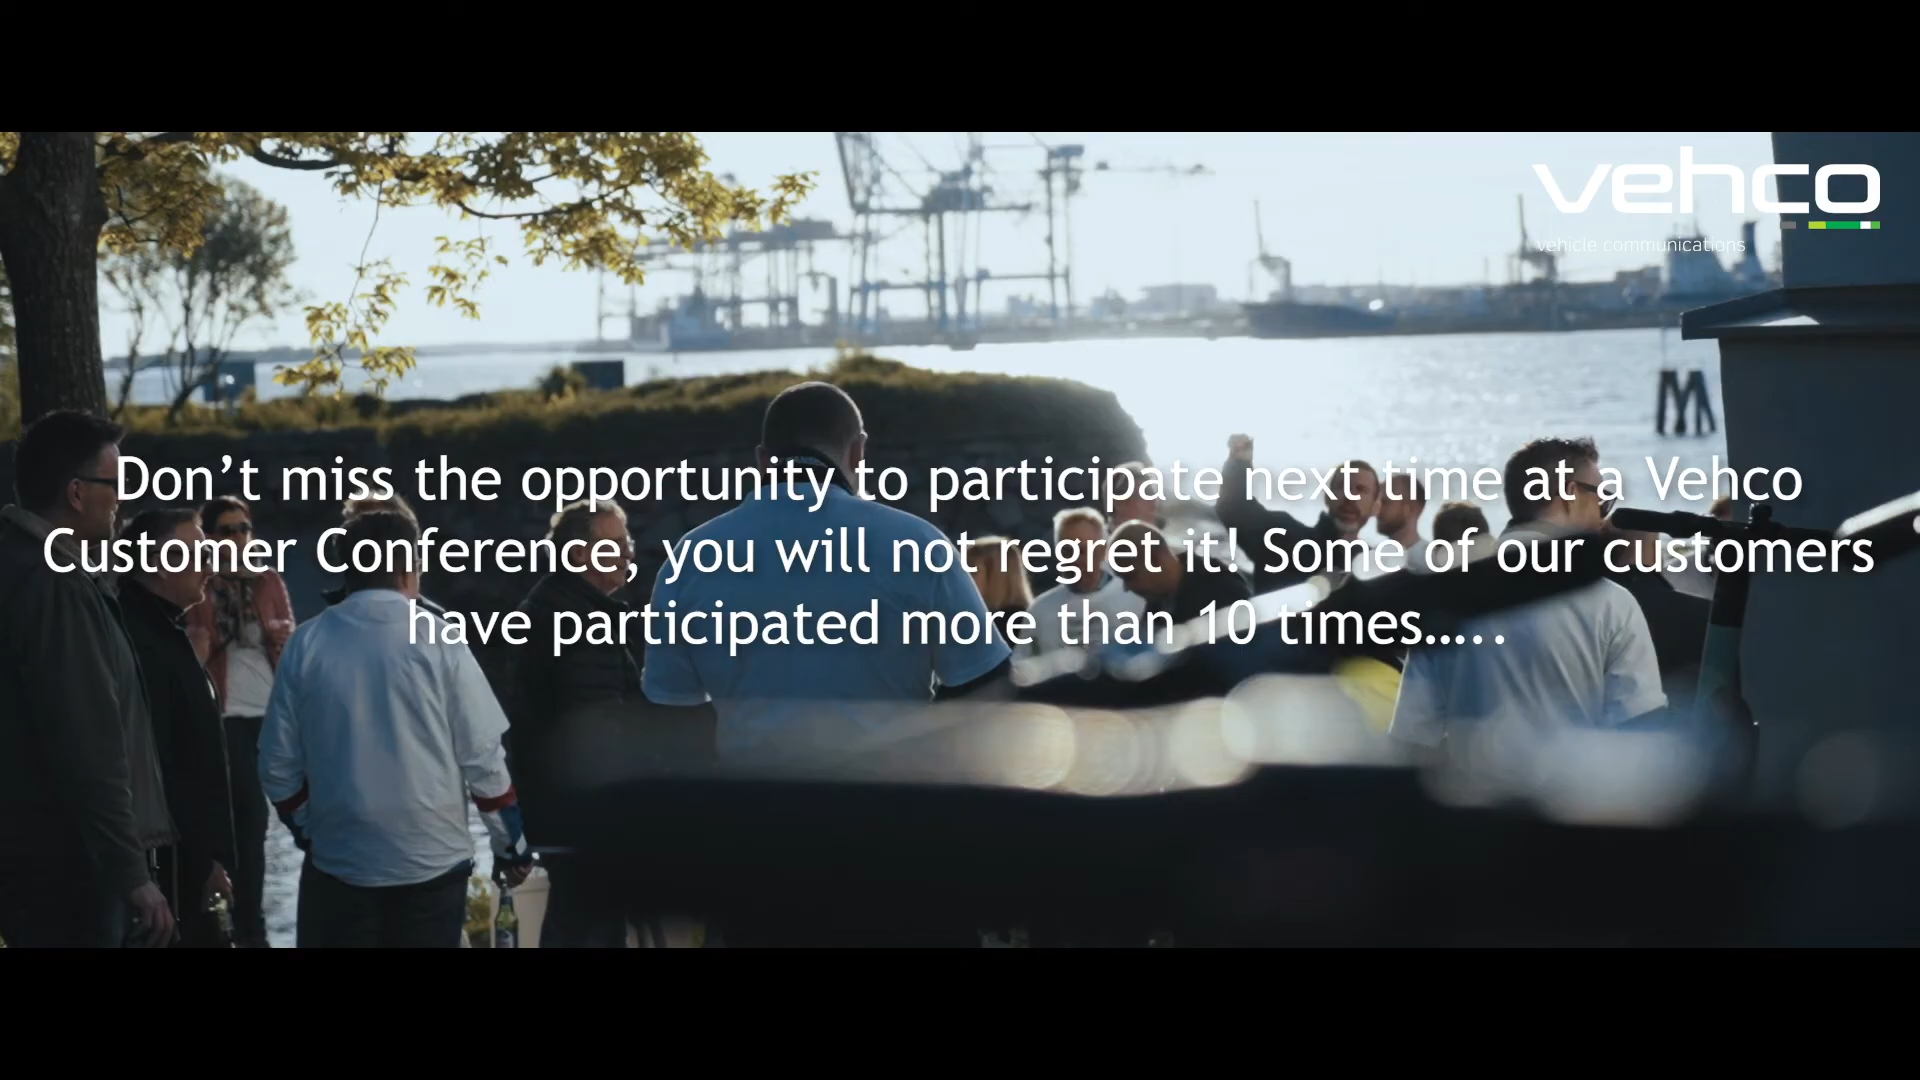 vehco
vehicle communications
Don’t miss the opportunity to participate next time at a Vehco
Customer Conference, you will not regret it! Some of our customers
have participated more than 10 times…..